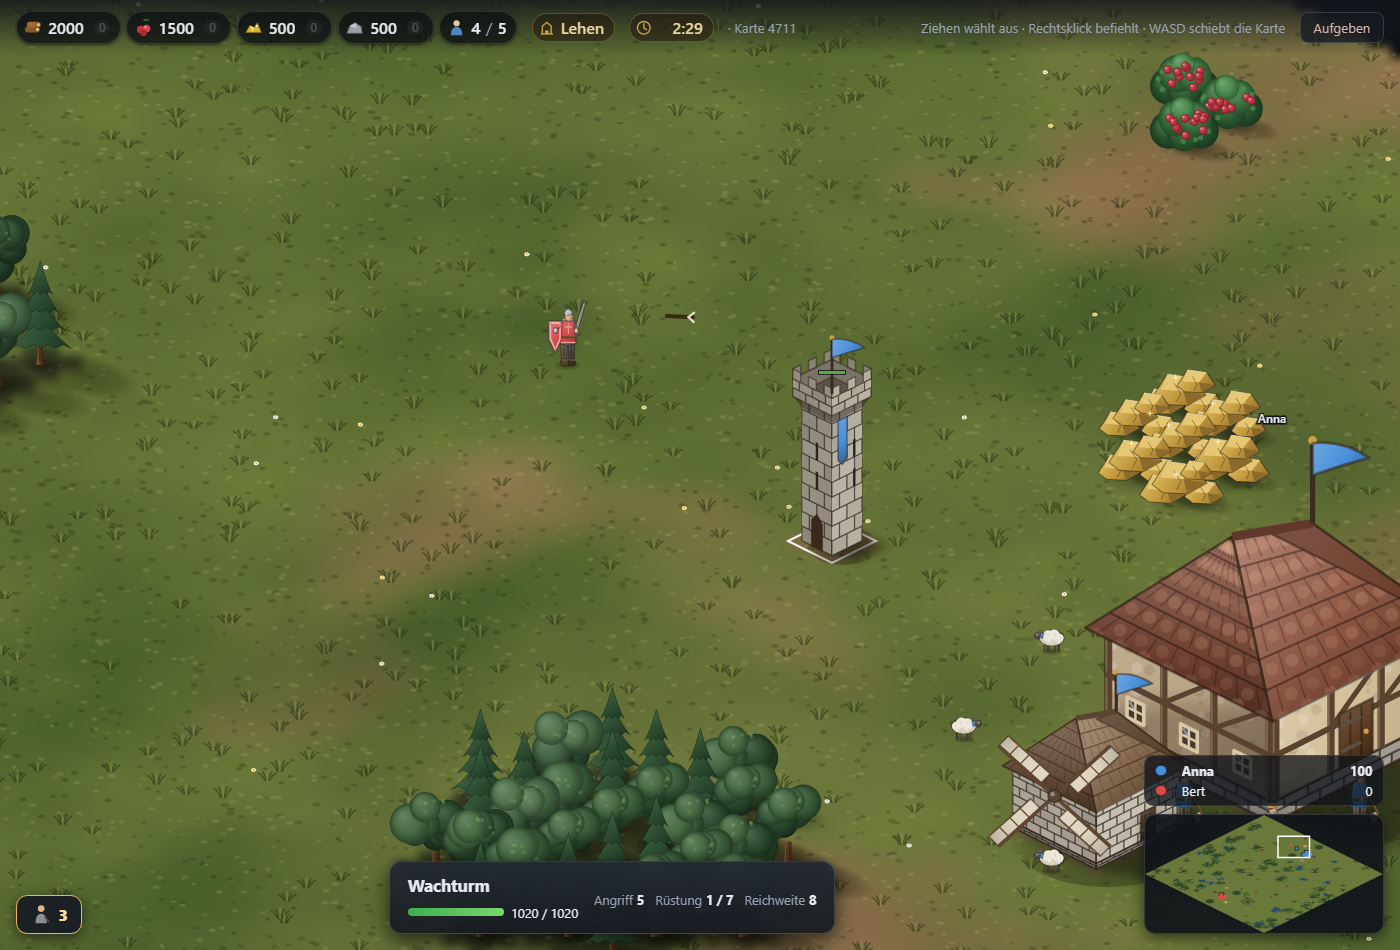 2000 0 1500 0 500 0 500 0 4 / 5 Lehen 2:29 · Karte 4711 Ziehen wählt aus · Rechtsklick befiehlt · WASD schiebt die Karte Aufgeben
Anna
Anna 100
Bert 0
Wachturm
1020 / 1020 Angriff 5 Rüstung 1 / 7 Reichweite 8
3